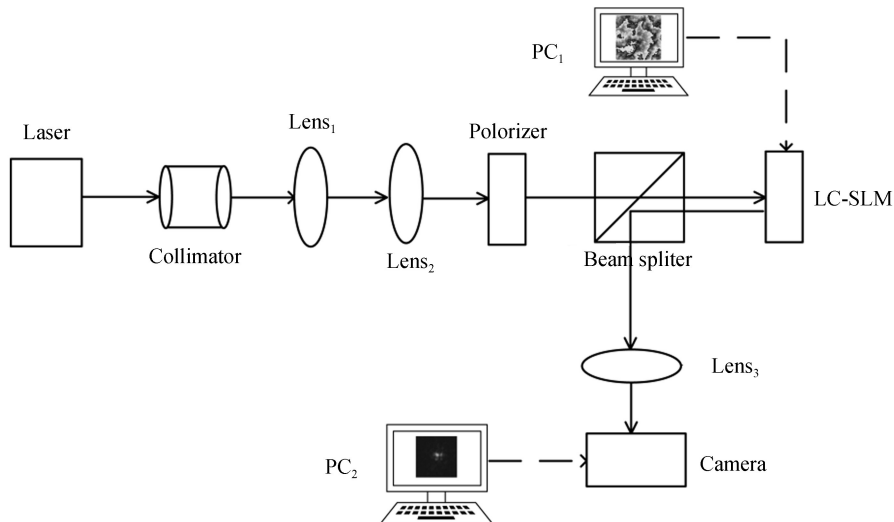 PC₁
Laser
Lens₁
Polorizer
LC-SLM
Collimator
Lens₂
Beam spliter
Lens₃
PC₂
Camera